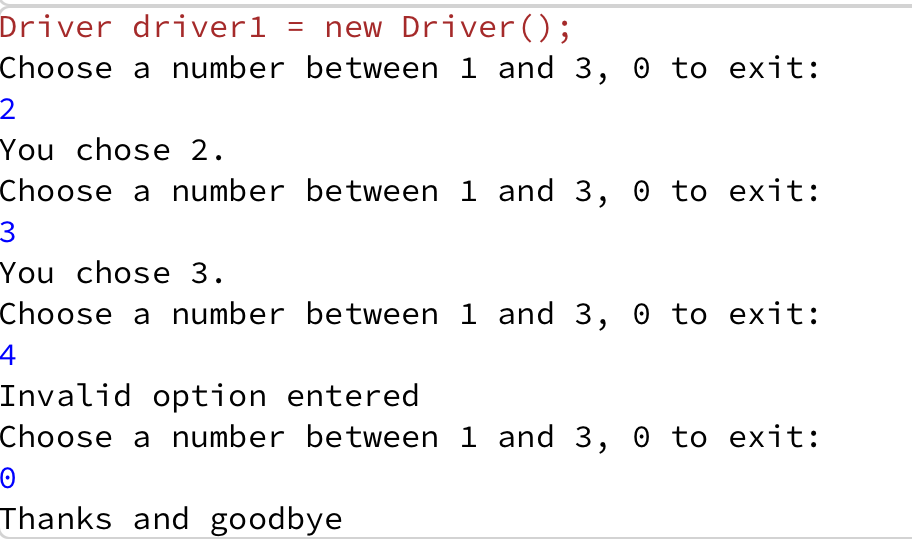 Driver driver1 = new Driver();
Choose a number between 1 and 3, 0 to exit:
2
You chose 2.
Choose a number between 1 and 3, 0 to exit:
3
You chose 3.
Choose a number between 1 and 3, 0 to exit:
4
Invalid option entered
Choose a number between 1 and 3, 0 to exit:
0
Thanks and goodbye